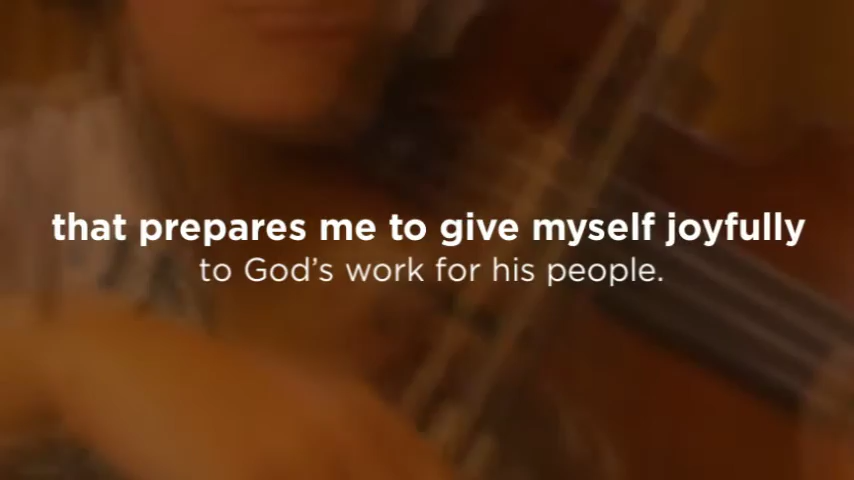 that prepares me to give myself joyfully
to God's work for his people.